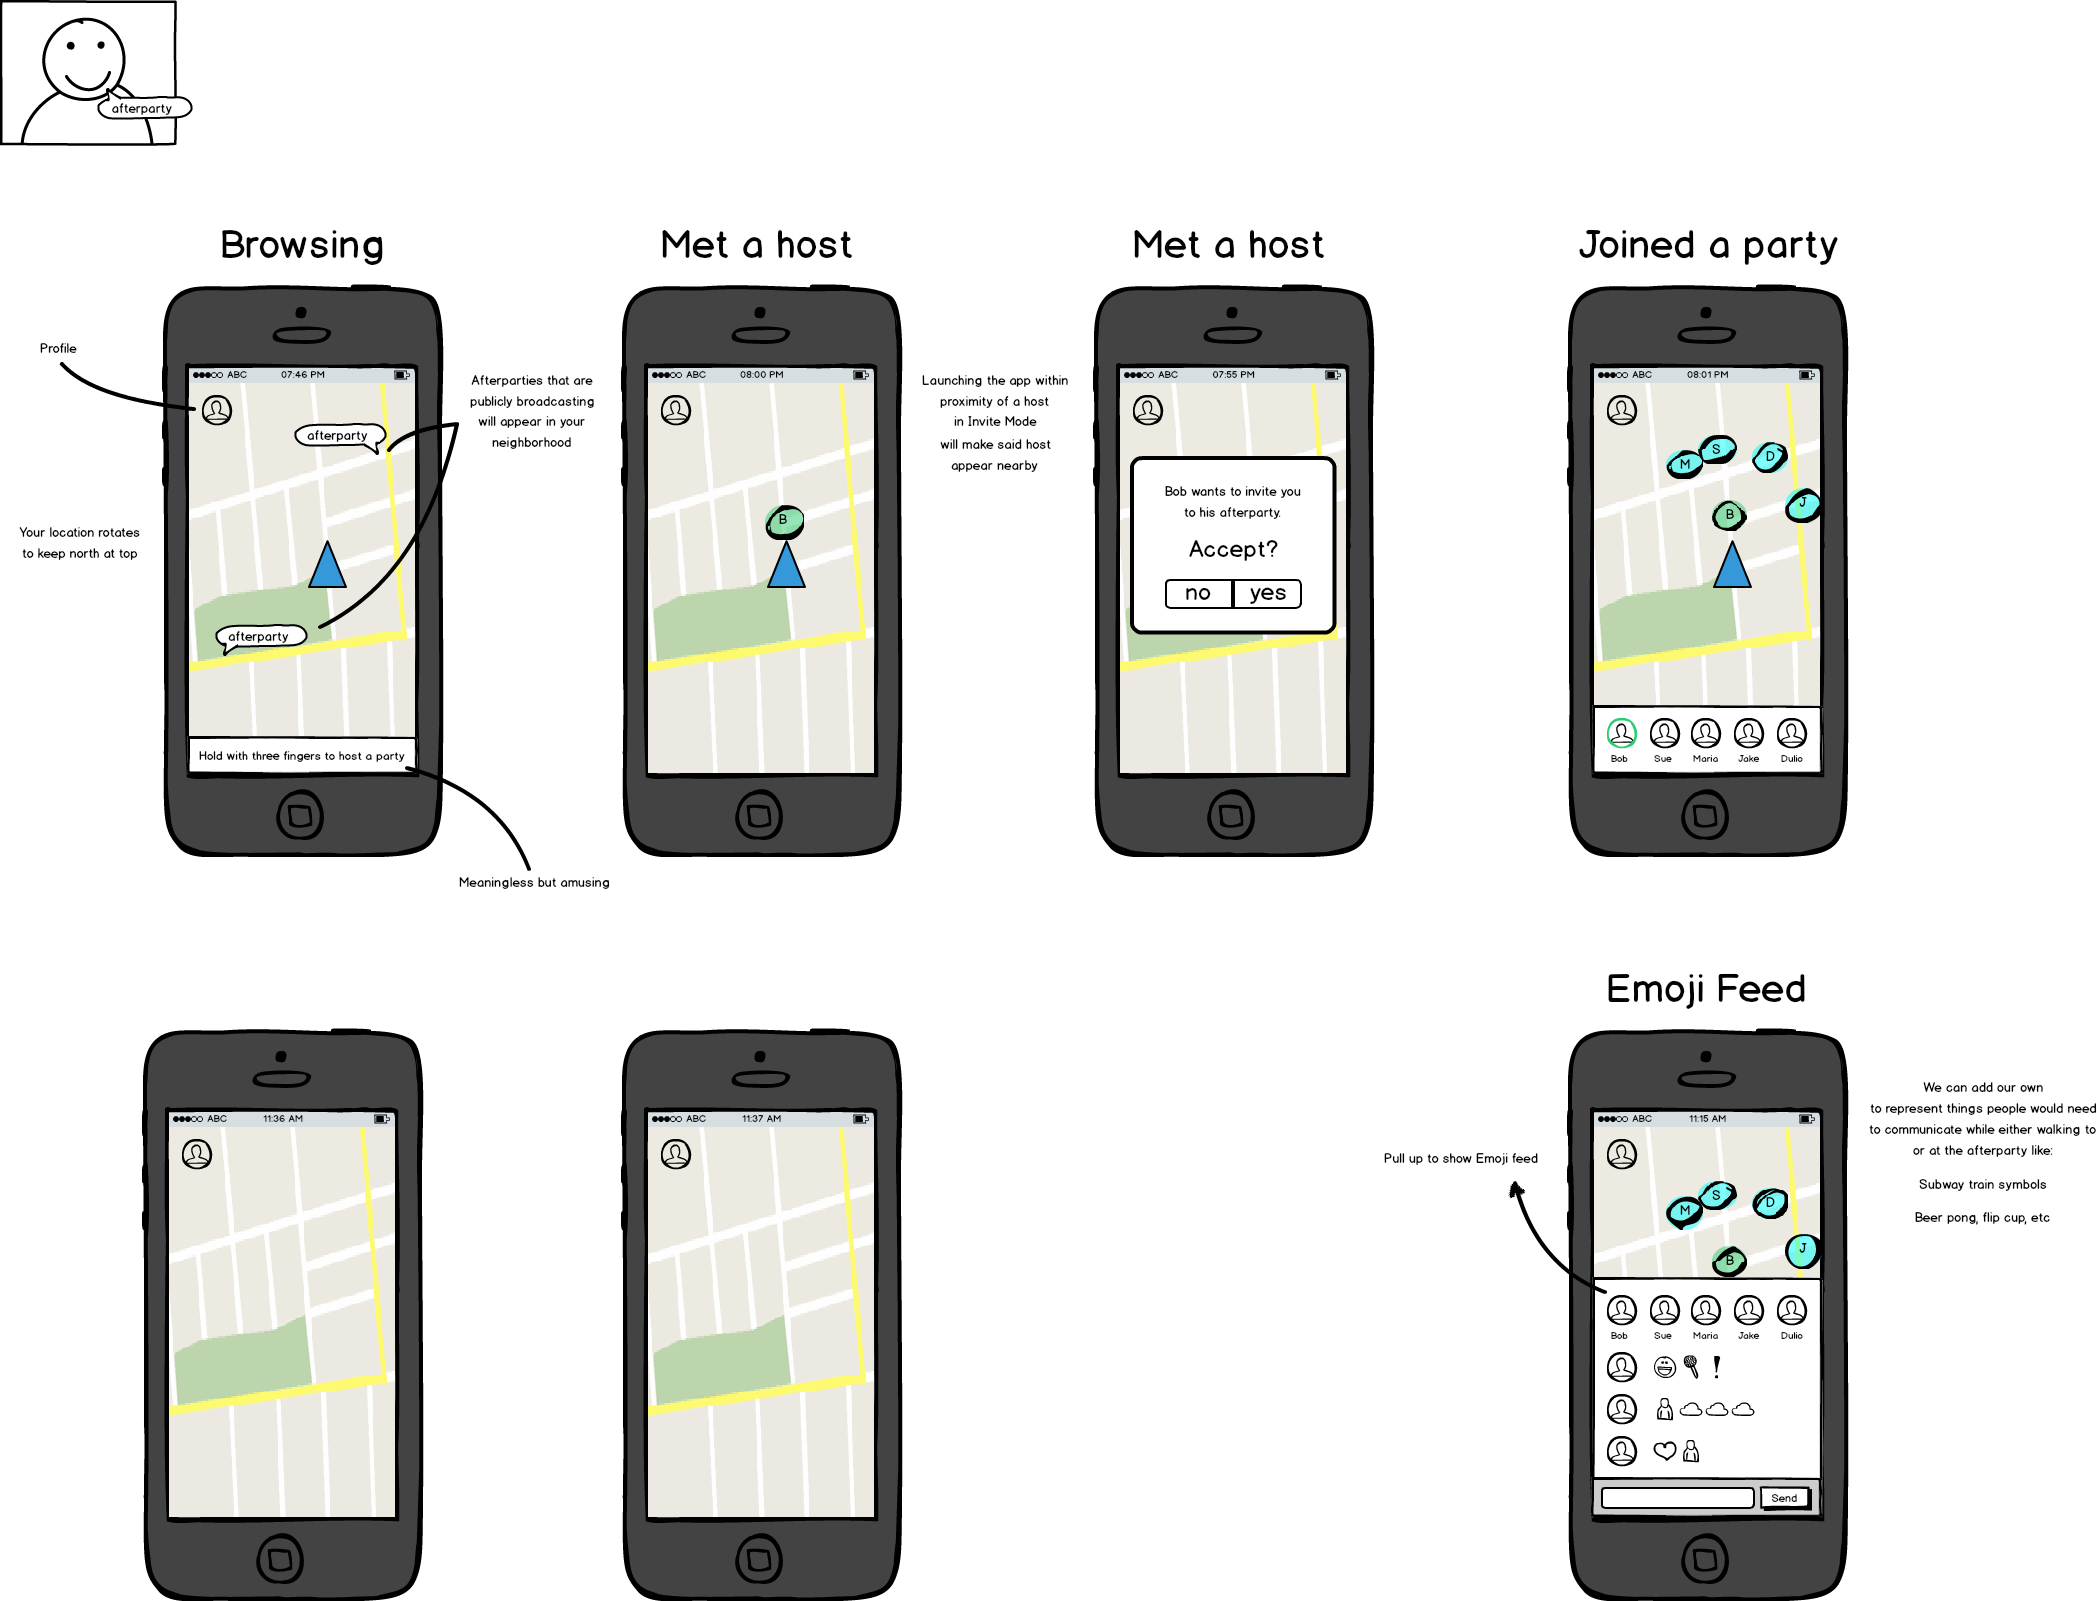 afterparty
Browsing
Met a host
Met a host
Joined a party
Profile
Your location rotates
to keep north at top
ABC
07:46 PM
afterparty
afterparty
Hold with three fingers to host a party
Afterparties that are
publicly broadcasting
will appear in your
neighborhood
Meaningless but amusing
ABC
08:00 PM
B
Launching the app within
proximity of a host
in Invite Mode
will make said host
appear nearby
ABC
07:55 PM
Bob wants to invite you
to his afterparty.
Accept?
no yes
ABC
08:01 PM
M S D
J
B
Bob Sue Maria Jake Dulio
ABC
11:36 AM
ABC
11:37 AM
Emoji Feed
Pull up to show Emoji feed
ABC
11:15 AM
M S D
B J
Bob Sue Maria Jake Dulio
!
Send
We can add our own
to represent things people would need
to communicate while either walking to
or at the afterparty like:
Subway train symbols
Beer pong, flip cup, etc